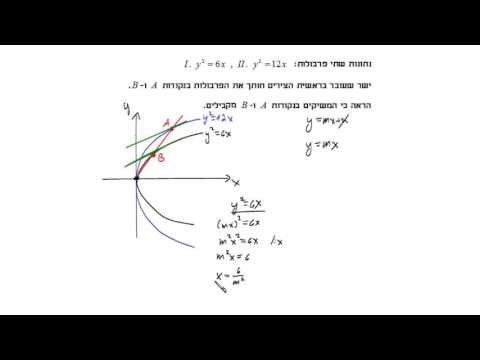 נתונות שתי פרבולות: I. y² = 6x , II. y² = 12x
ישר שעובר בראשית הצירים חותך את הפרבולות בנקודות A ו- B.
הראה כי המשיקים בנקודות A ו- B מקבילים.
y
y²=12x
y²=6x
A
B
x
y=mx+n
y=mx
y²=6x
(mx)²=6x
m²x²=6x /:x
m²x=6
x=6/m²